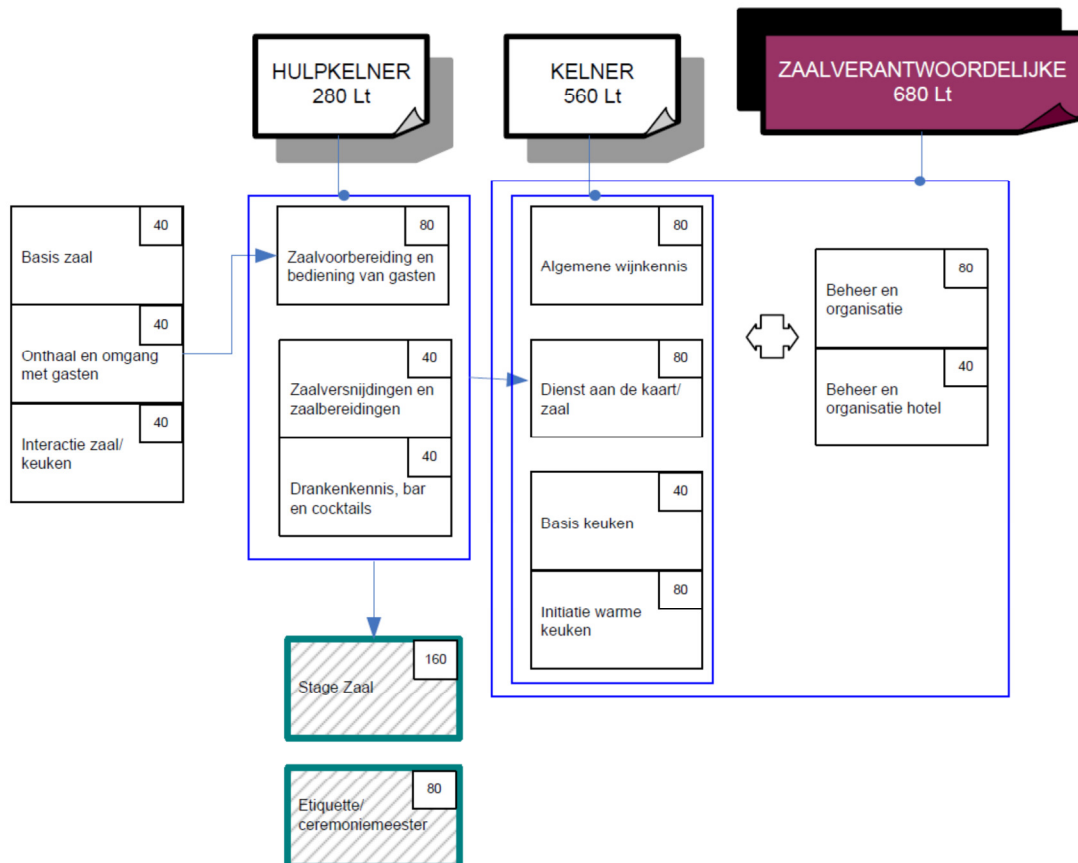 HULPKELNER
280 Lt
KELNER
560 Lt
ZAALVERANTWOORDELIJKE
680 Lt
40
Basis zaal
40
Onthaal en omgang
met gasten
40
Interactie zaal/
keuken
80
Zaalvoorbereiding en
bediening van gasten
40
Zaalversnijdingen en
zaalbereidingen
40
Drankenkennis, bar
en cocktails
160
Stage Zaal
80
Etiquette/
ceremoniemeester
80
Algemene wijnkennis
80
Dienst aan de kaart/
zaal
40
Basis keuken
80
Initiatie warme
keuken
80
Beheer en
organisatie
40
Beheer en
organisatie hotel